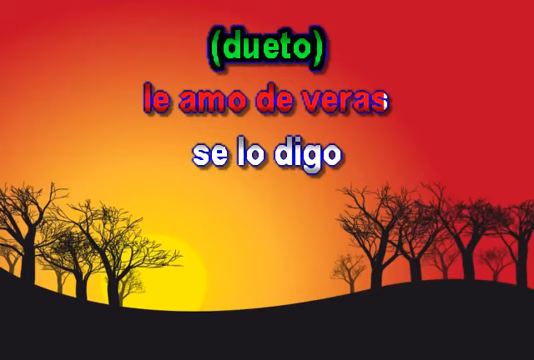 (dueto)
le amo de veras
se lo digo